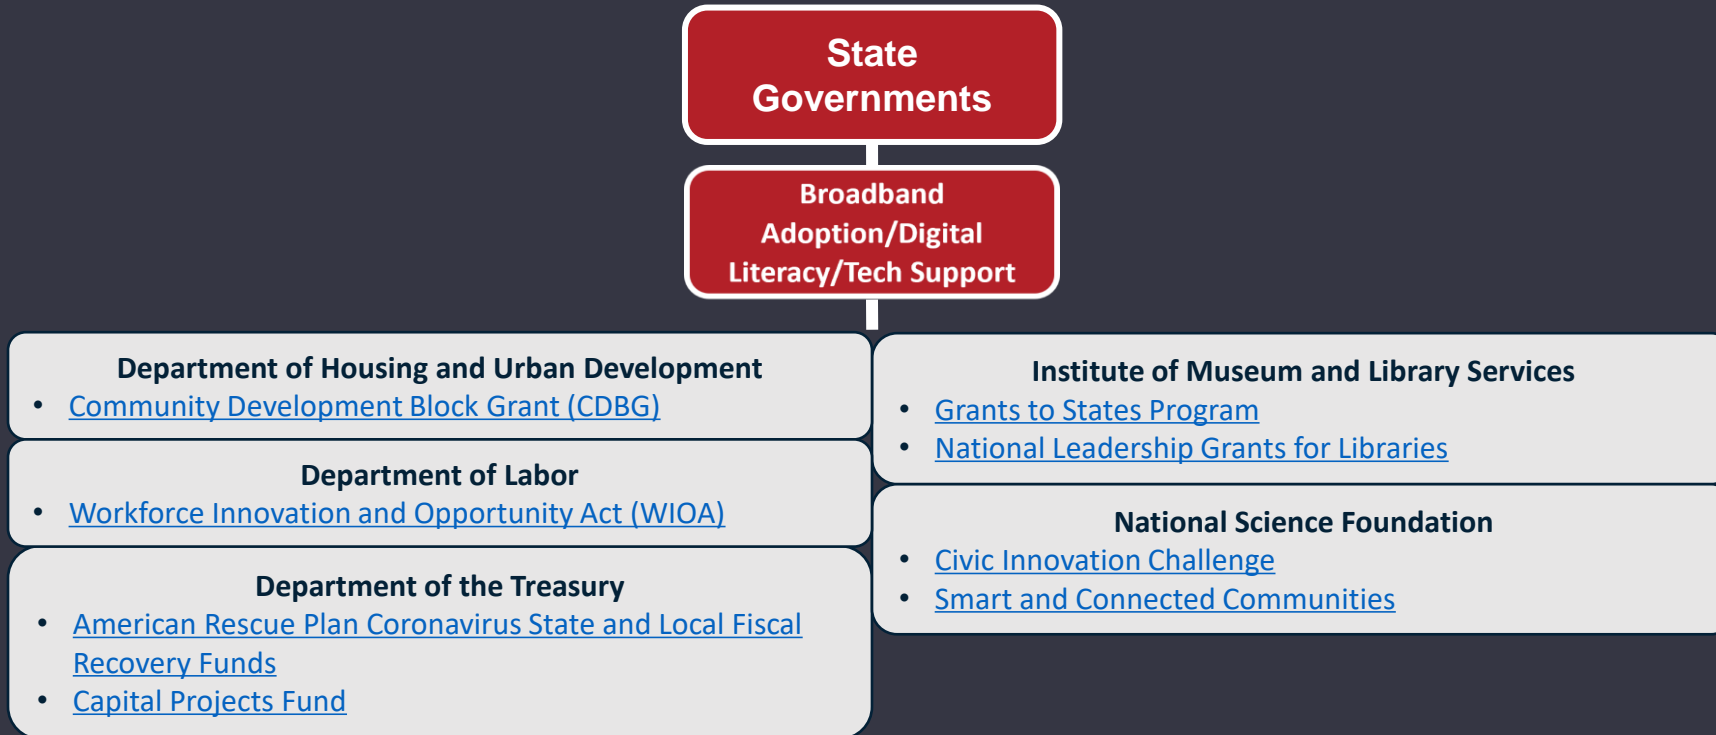 State
Governments
Broadband
Adoption/Digital
Literacy/Tech Support
Department of Housing and Urban Development
• Community Development Block Grant (CDBG)
Department of Labor
• Workforce Innovation and Opportunity Act (WIOA)
Department of the Treasury
• American Rescue Plan Coronavirus State and Local Fiscal
Recovery Funds
• Capital Projects Fund
Institute of Museum and Library Services
• Grants to States Program
• National Leadership Grants for Libraries
National Science Foundation
• Civic Innovation Challenge
• Smart and Connected Communities